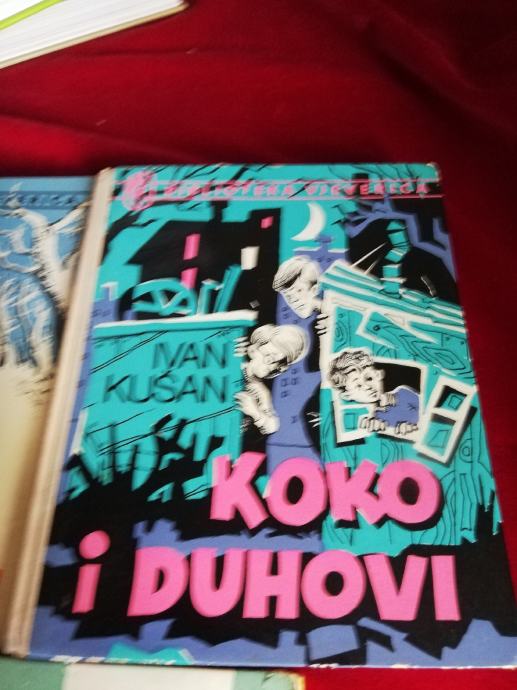 BIBLIOTEKA VJEVERICA
IVAN
KUŠAN
KOKO
i DUHOVI